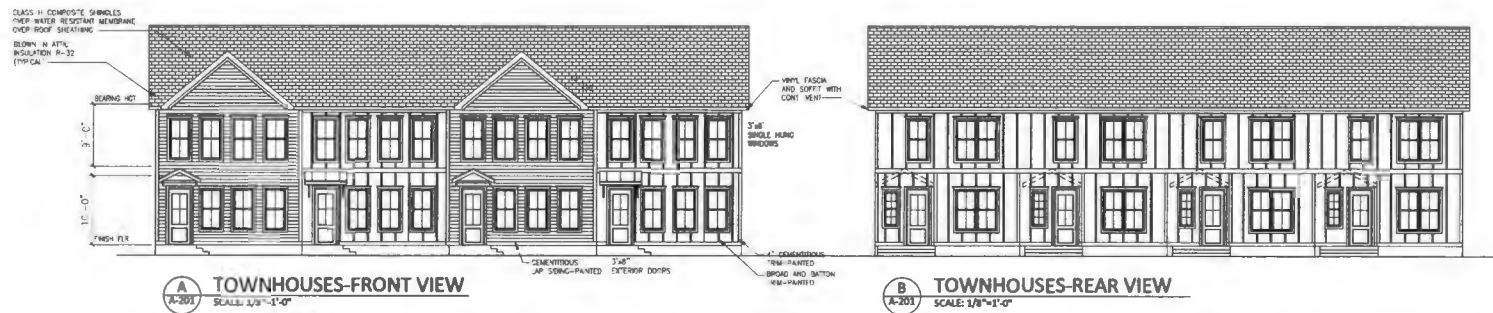 CLASS H COMPOSITE SHINGLES
OVER WATER RESISTANT MEMBRANE
OVER ROOF SHEATHING
BLOWN IN ATTIC
INSULATION R-32
(TYPICAL
BEARING HGT
9'-0"
10'-0"
FINISH FLR
VINYL FASCIA
AND SOFFIT WITH
CONT VENT
3'x6'
SINGLE HUNG
WINDOWS
CEMENTITIOUS
LAP SIDING-PAINTED
3'x8"
EXTERIOR DOORS
4" CEMENTITIOUS
TRIM-PAINTED
BROAD AND BATTON
TRIM-PAINTED
A
A-201
TOWNHOUSES-FRONT VIEW
SCALE: 1/8"=1'-0"
B
A-201
TOWNHOUSES-REAR VIEW
SCALE: 1/8"=1'-0"